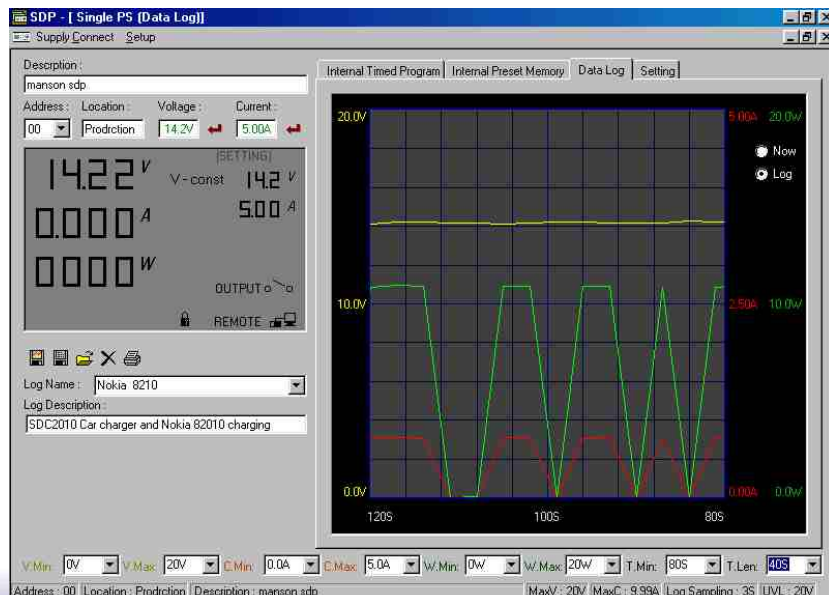 SDP - [ Single PS (Data Log)]
Supply Connect Setup
Descrption :
manson sdp
Address : Location : Voltage : Current :
00 Prodrction 14.2V 5.00A
Internal Timed Program Internal Preset Memory Data Log Setting
14.22 V
0.000 A
0000 W
(SETTING)
V-const 14.2 V
5.00 A
OUTPUT
REMOTE
Log Name : Nokia 8210
Log Description :
SDC2010 Car charger and Nokia 82010 charging
20.0V 5.00A 20.0W
Now
Log
10.0V 2.50A 10.0W
0.0V 0.00A 0.0W
120S 100S 80S
V.Min: 0V V.Max: 20V C.Min: 0.0A C.Max: 5.0A W.Min: 0W W.Max: 20W T.Min: 80S T.Len: 40S
Address : 00 Location : Prodrction Description : manson sdp MaxV : 20V MaxC : 9.99A Log Sampling : 3S UVL : 20V